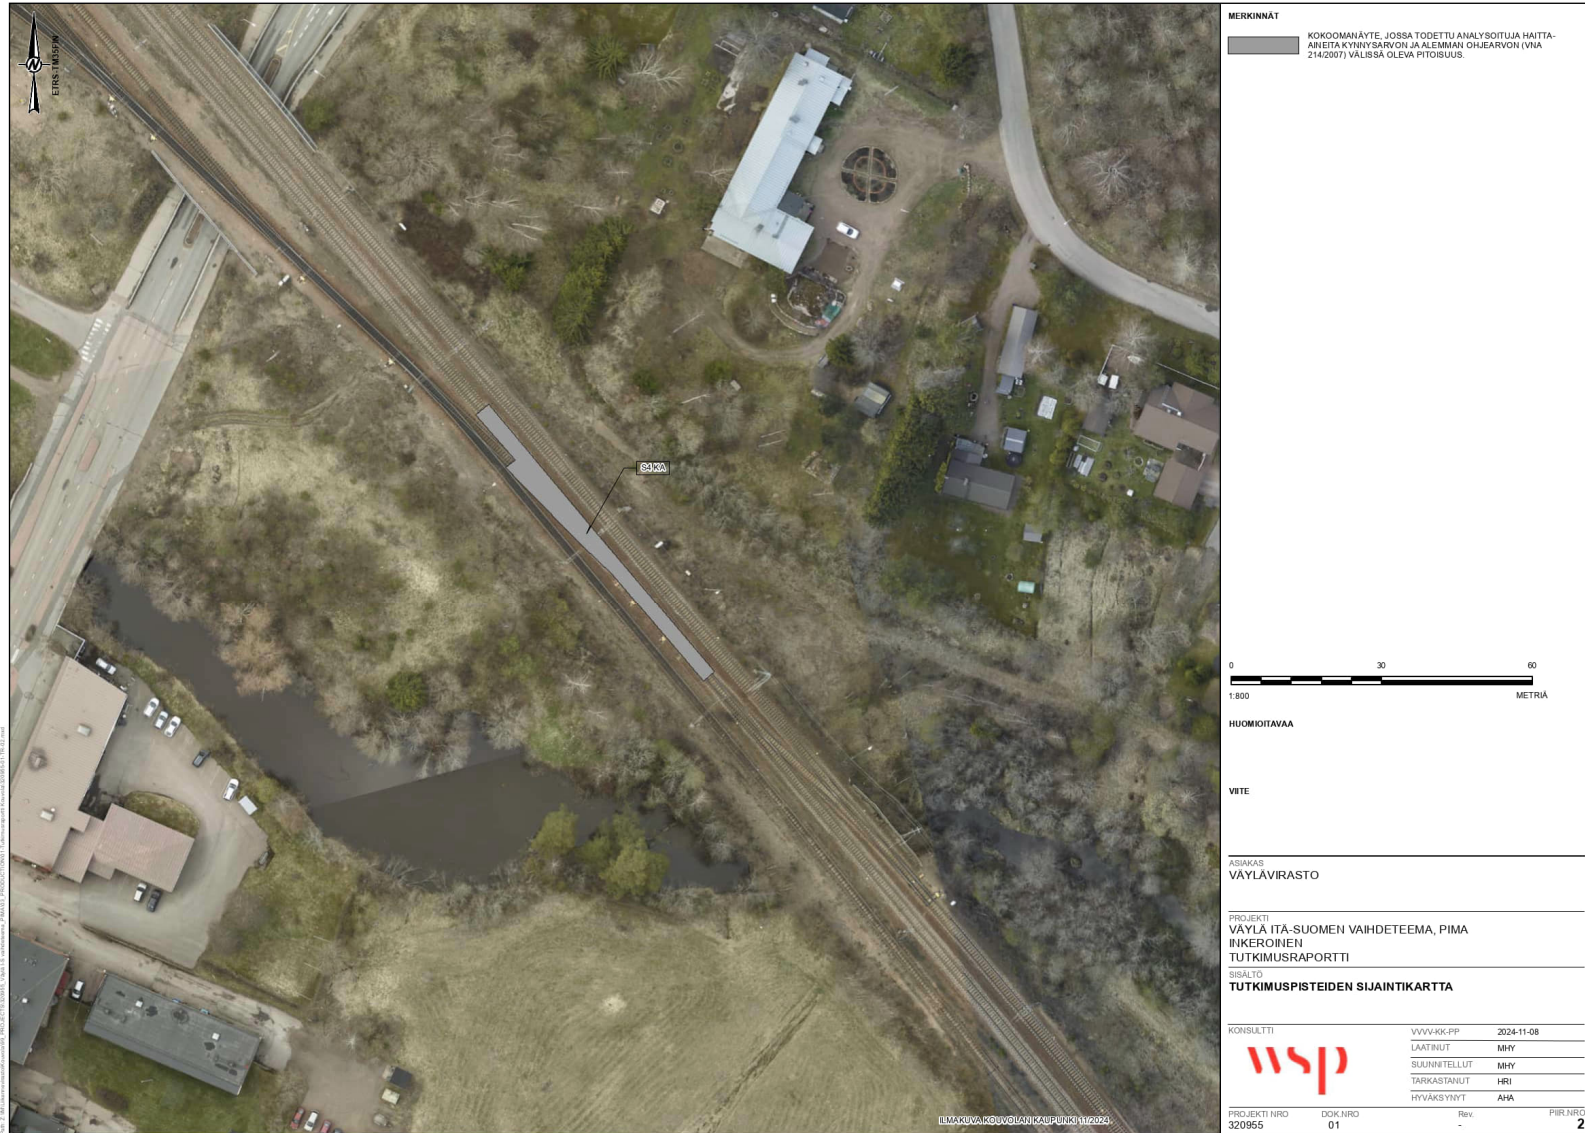 ETRS-TM35FIN
N
S4 KA
ILMAKUVA KOUVOLAN KAUPUNKI 11/2024
MERKINNÄT
KOKOOMANÄYTE, JOSSA TODETTU ANALYSOITUJA HAITTA-
AINEITA KYNNYSARVON JA ALEMMAN OHJEARVON (VNA
214/2007) VÄLISSÄ OLEVA PITOISUUS.
0 30 60
1:800 METRIÄ
HUOMIOITAVAA
VIITE
ASIAKAS
VÄYLÄVIRASTO
PROJEKTI
VÄYLÄ ITÄ-SUOMEN VAIHDETEEMA, PIMA
INKEROINEN
TUTKIMUSRAPORTTI
SISÄLTÖ
TUTKIMUSPISTEIDEN SIJAINTIKARTTA
KONSULTTI
wsp
VVVV-KK-PP 2024-11-08
LAATINUT MHY
SUUNNITELLUT MHY
TARKASTANUT HRI
HYVÄKSYNYT AHA
PROJEKTI NRO DOK.NRO Rev. PIIR.NRO
320955 01 - 2